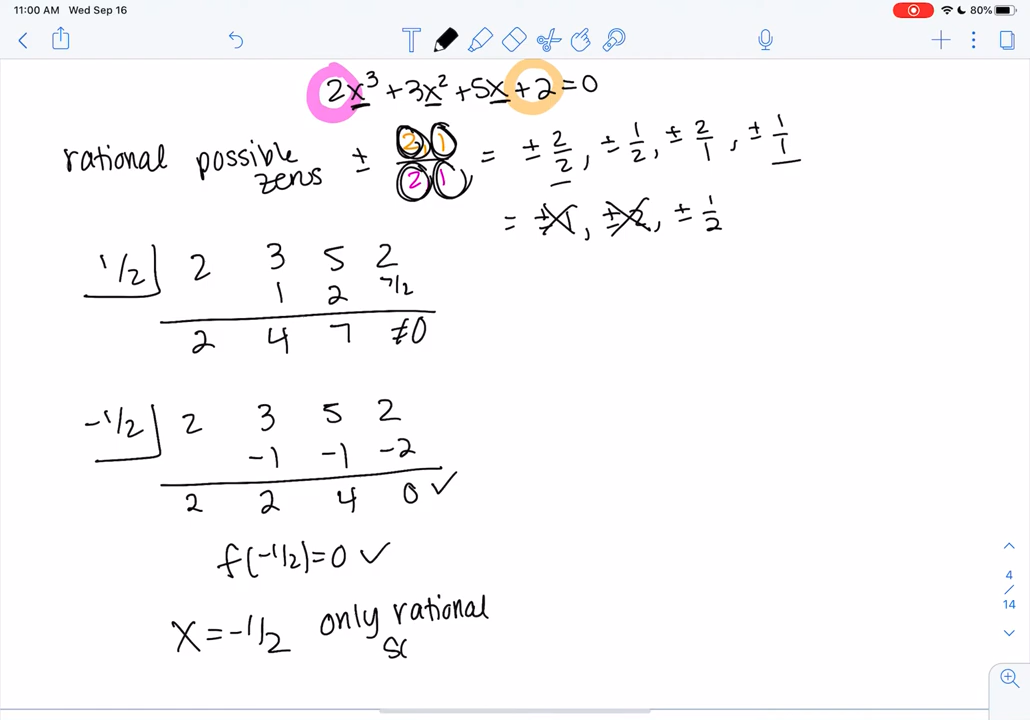 11:00 AM Wed Sep 16
80%
2x³ + 3x² + 5x + 2 = 0
rational possible zeros ± 2, 1 / 2, 1 = ± 2/2, ± 1/2, ± 2/1, ± 1/1
= ±1, ±2, ± 1/2
1/2 2 3 5 2
1 2 7/2
2 4 7 ≠0
-1/2 2 3 5 2
-1 -1 -2
2 2 4 0 ✓
f(-1/2) = 0 ✓
x = -1/2 only rational
so
4
/
14